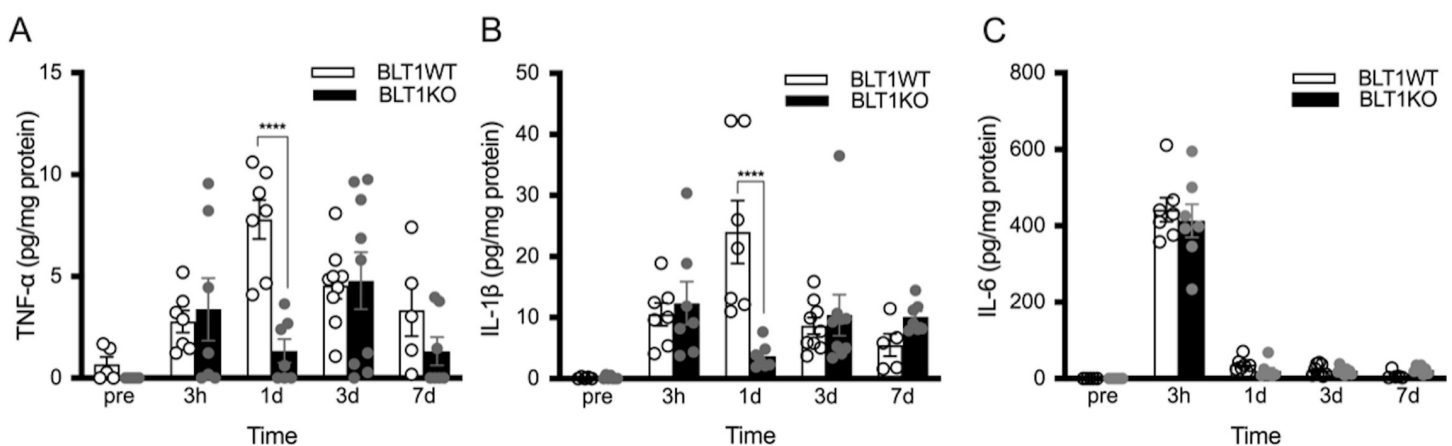 A
TNF-α (pg/mg protein)
15
10
5
0
BLT1WT
BLT1KO
****
pre 3h 1d 3d 7d
Time
B
IL-1β (pg/mg protein)
50
40
30
20
10
0
BLT1WT
BLT1KO
****
pre 3h 1d 3d 7d
Time
C
IL-6 (pg/mg protein)
800
600
400
200
0
BLT1WT
BLT1KO
pre 3h 1d 3d 7d
Time